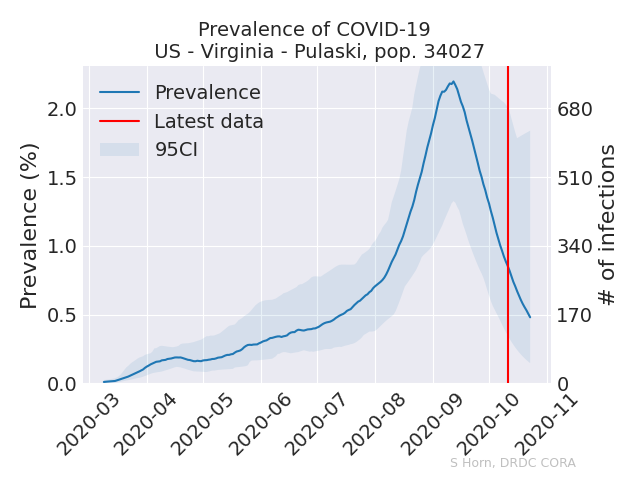 Prevalence of COVID-19
US - Virginia - Pulaski, pop. 34027
Prevalence
Latest data
95CI
Prevalence (%)
2.0
1.5
1.0
0.5
0.0
680
510
340
170
0
# of infections
2020-03
2020-04
2020-05
2020-06
2020-07
2020-08
2020-09
2020-10
2020-11
S Horn, DRDC CORA